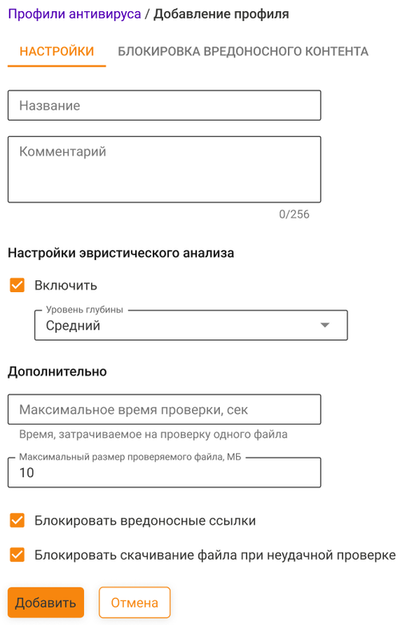 Профили антивируса / Добавление профиля
НАСТРОЙКИ БЛОКИРОВКА ВРЕДОНОСНОГО КОНТЕНТА
Название
Комментарий
0/256
Настройки эвристического анализа
Включить
Уровень глубины
Средний
Дополнительно
Максимальное время проверки, сек
Время, затрачиваемое на проверку одного файла
Максимальный размер проверяемого файла, МБ
10
Блокировать вредоносные ссылки
Блокировать скачивание файла при неудачной проверке
Добавить Отмена